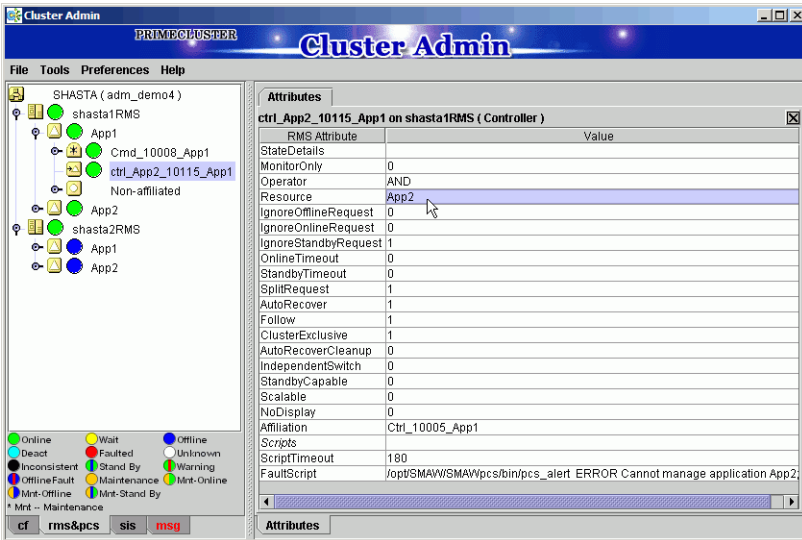 Cluster Admin
PRIMECLUSTER
Cluster Admin
File Tools Preferences Help
SHASTA ( adm_demo4 )
shasta1RMS
App1
Cmd_10008_App1
ctrl_App2_10115_App1
Non-affiliated
App2
shasta2RMS
App1
App2
Online Wait Offline
Deact Faulted Unknown
Inconsistent Stand By Warning
OfflineFault Maintenance Mnt-Online
Mnt-Offline Mnt-Stand By
* Mnt -- Maintenance
cf rms&pcs sis msg
Attributes
ctrl_App2_10115_App1 on shasta1RMS ( Controller )
RMS Attribute Value
StateDetails
MonitorOnly 0
Operator AND
Resource App2
IgnoreOfflineRequest 0
IgnoreOnlineRequest 0
IgnoreStandbyRequest 1
OnlineTimeout 0
StandbyTimeout 0
SplitRequest 1
AutoRecover 1
Follow 1
ClusterExclusive 1
AutoRecoverCleanup 0
IndependentSwitch 0
StandbyCapable 0
Scalable 0
NoDisplay 0
Affiliation Ctrl_10005_App1
Scripts
ScriptTimeout 180
FaultScript /opt/SMAW/SMAWpcs/bin/pcs_alert ERROR Cannot manage application App2;
Attributes